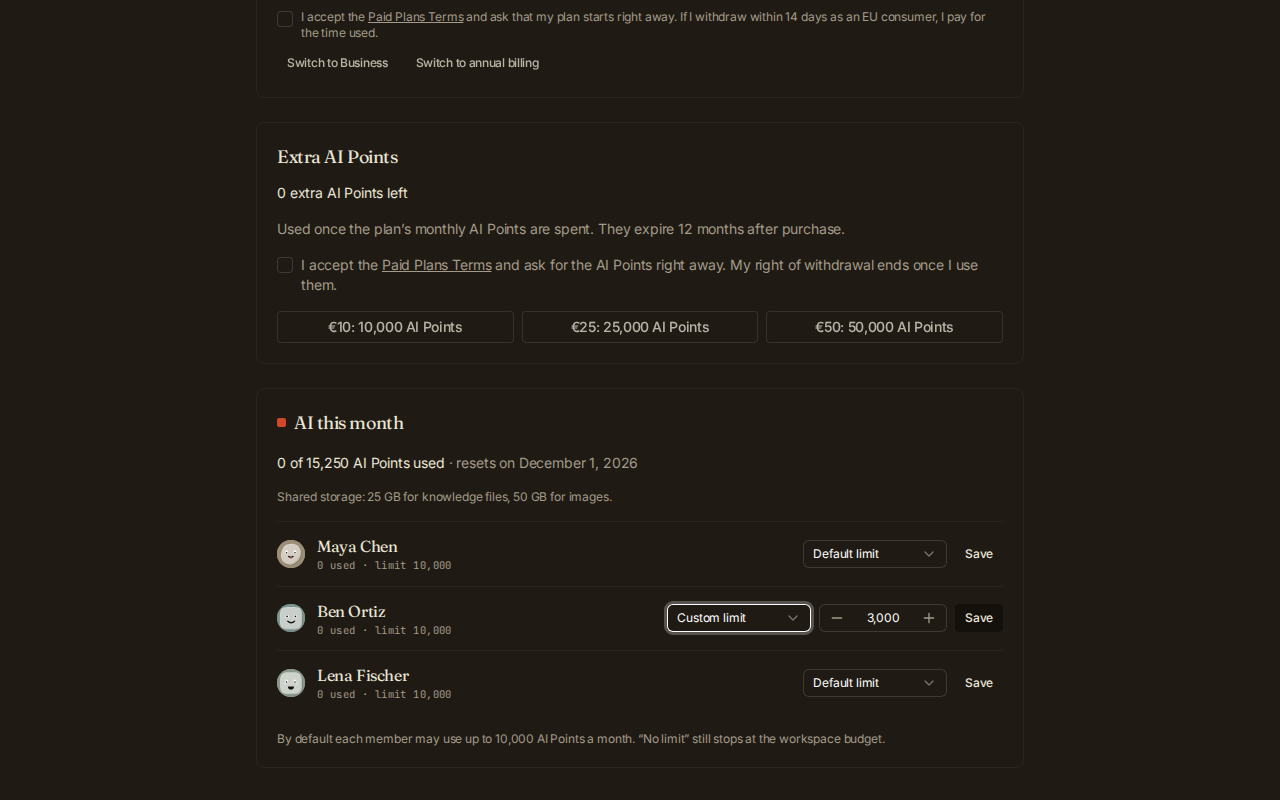 I accept the Paid Plans Terms and ask that my plan starts right away. If I withdraw within 14 days as an EU consumer, I pay for
the time used.
Switch to Business Switch to annual billing
Extra AI Points
0 extra AI Points left
Used once the plan’s monthly AI Points are spent. They expire 12 months after purchase.
I accept the Paid Plans Terms and ask for the AI Points right away. My right of withdrawal ends once I use
them.
€10: 10,000 AI Points €25: 25,000 AI Points €50: 50,000 AI Points
AI this month
0 of 15,250 AI Points used · resets on December 1, 2026
Shared storage: 25 GB for knowledge files, 50 GB for images.
Maya Chen
0 used · limit 10,000
Default limit Save
Ben Ortiz
0 used · limit 10,000
Custom limit 3,000 Save
Lena Fischer
0 used · limit 10,000
Default limit Save
By default each member may use up to 10,000 AI Points a month. “No limit” still stops at the workspace budget.